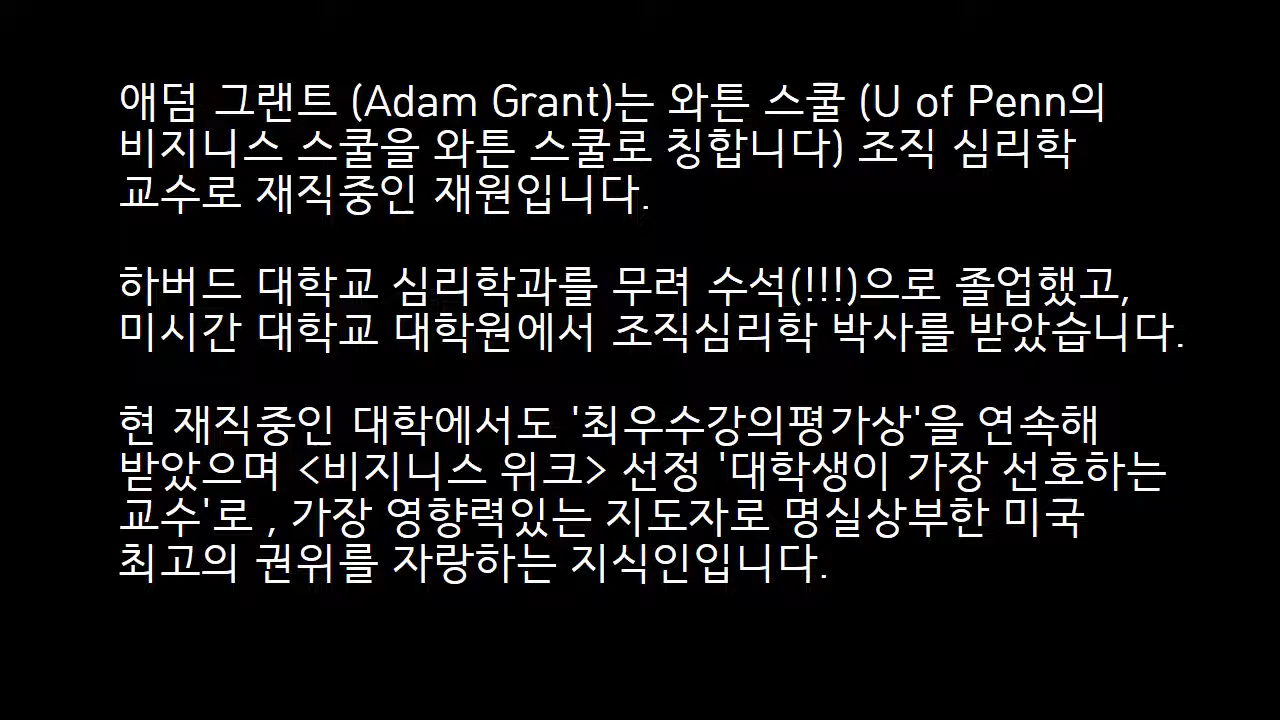 애덤 그랜트 (Adam Grant)는 와튼 스쿨 (U of Penn의
비지니스 스쿨을 와튼 스쿨로 칭합니다) 조직 심리학
교수로 재직중인 재원입니다.
하버드 대학교 심리학과를 무려 수석(!!!)으로 졸업했고,
미시간 대학교 대학원에서 조직심리학 박사를 받았습니다.
현 재직중인 대학에서도 '최우수강의평가상'을 연속해
받았으며 <비지니스 위크> 선정 '대학생이 가장 선호하는
교수'로 , 가장 영향력있는 지도자로 명실상부한 미국
최고의 권위를 자랑하는 지식인입니다.